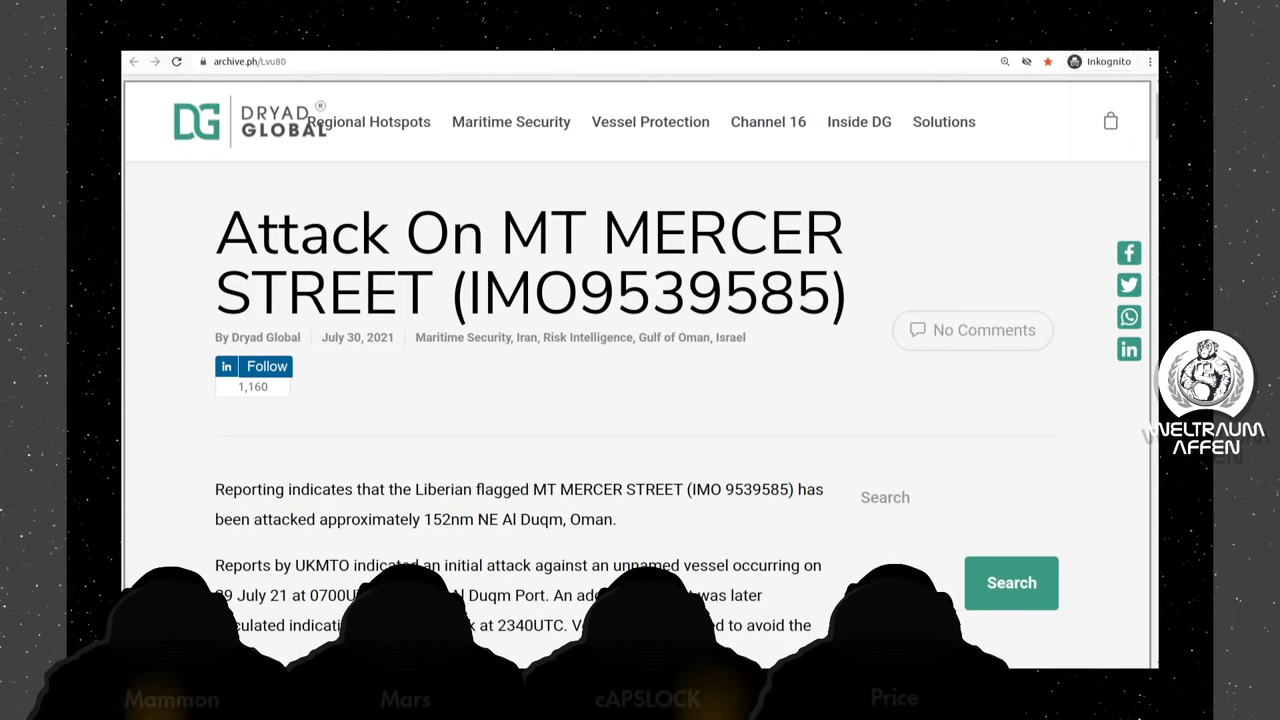 archive.ph/Lvu80
Inkognito
DG DRYAD GLOBAL ®
Regional Hotspots Maritime Security Vessel Protection Channel 16 Inside DG Solutions
Attack On MT MERCER
STREET (IMO9539585)
By Dryad Global July 30, 2021 Maritime Security, Iran, Risk Intelligence, Gulf of Oman, Israel
No Comments
in Follow
1,160
Reporting indicates that the Liberian flagged MT MERCER STREET (IMO 9539585) has
been attacked approximately 152nm NE Al Duqm, Oman.
Search
Reports by UKMTO indicated an initial attack against an unnamed vessel occurring on
July 21 at Duqm Port. An was later
at 2340UTC. to avoid the
Search
WELTRAUM
AFFEN
Mammon Mars cAPSLOCK Price